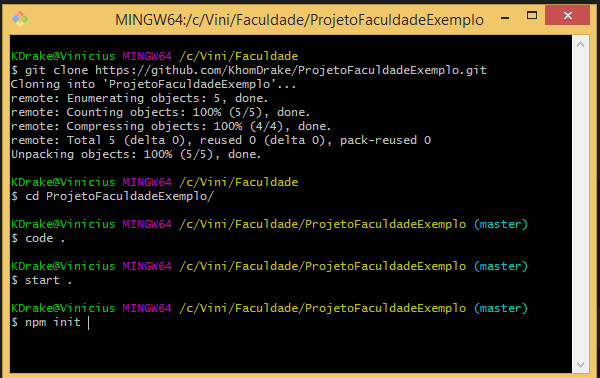 MINGW64:/c/Vini/Faculdade/ProjetoFaculdadeExemplo
KDrake@Vinicius MINGW64 /c/Vini/Faculdade
$ git clone https://github.com/KhomDrake/ProjetoFaculdadeExemplo.git
Cloning into 'ProjetoFaculdadeExemplo'...
remote: Enumerating objects: 5, done.
remote: Counting objects: 100% (5/5), done.
remote: Compressing objects: 100% (4/4), done.
remote: Total 5 (delta 0), reused 0 (delta 0), pack-reused 0
Unpacking objects: 100% (5/5), done.
KDrake@Vinicius MINGW64 /c/Vini/Faculdade
$ cd ProjetoFaculdadeExemplo/
KDrake@Vinicius MINGW64 /c/Vini/Faculdade/ProjetoFaculdadeExemplo (master)
$ code .
KDrake@Vinicius MINGW64 /c/Vini/Faculdade/ProjetoFaculdadeExemplo (master)
$ start .
KDrake@Vinicius MINGW64 /c/Vini/Faculdade/ProjetoFaculdadeExemplo (master)
$ npm init